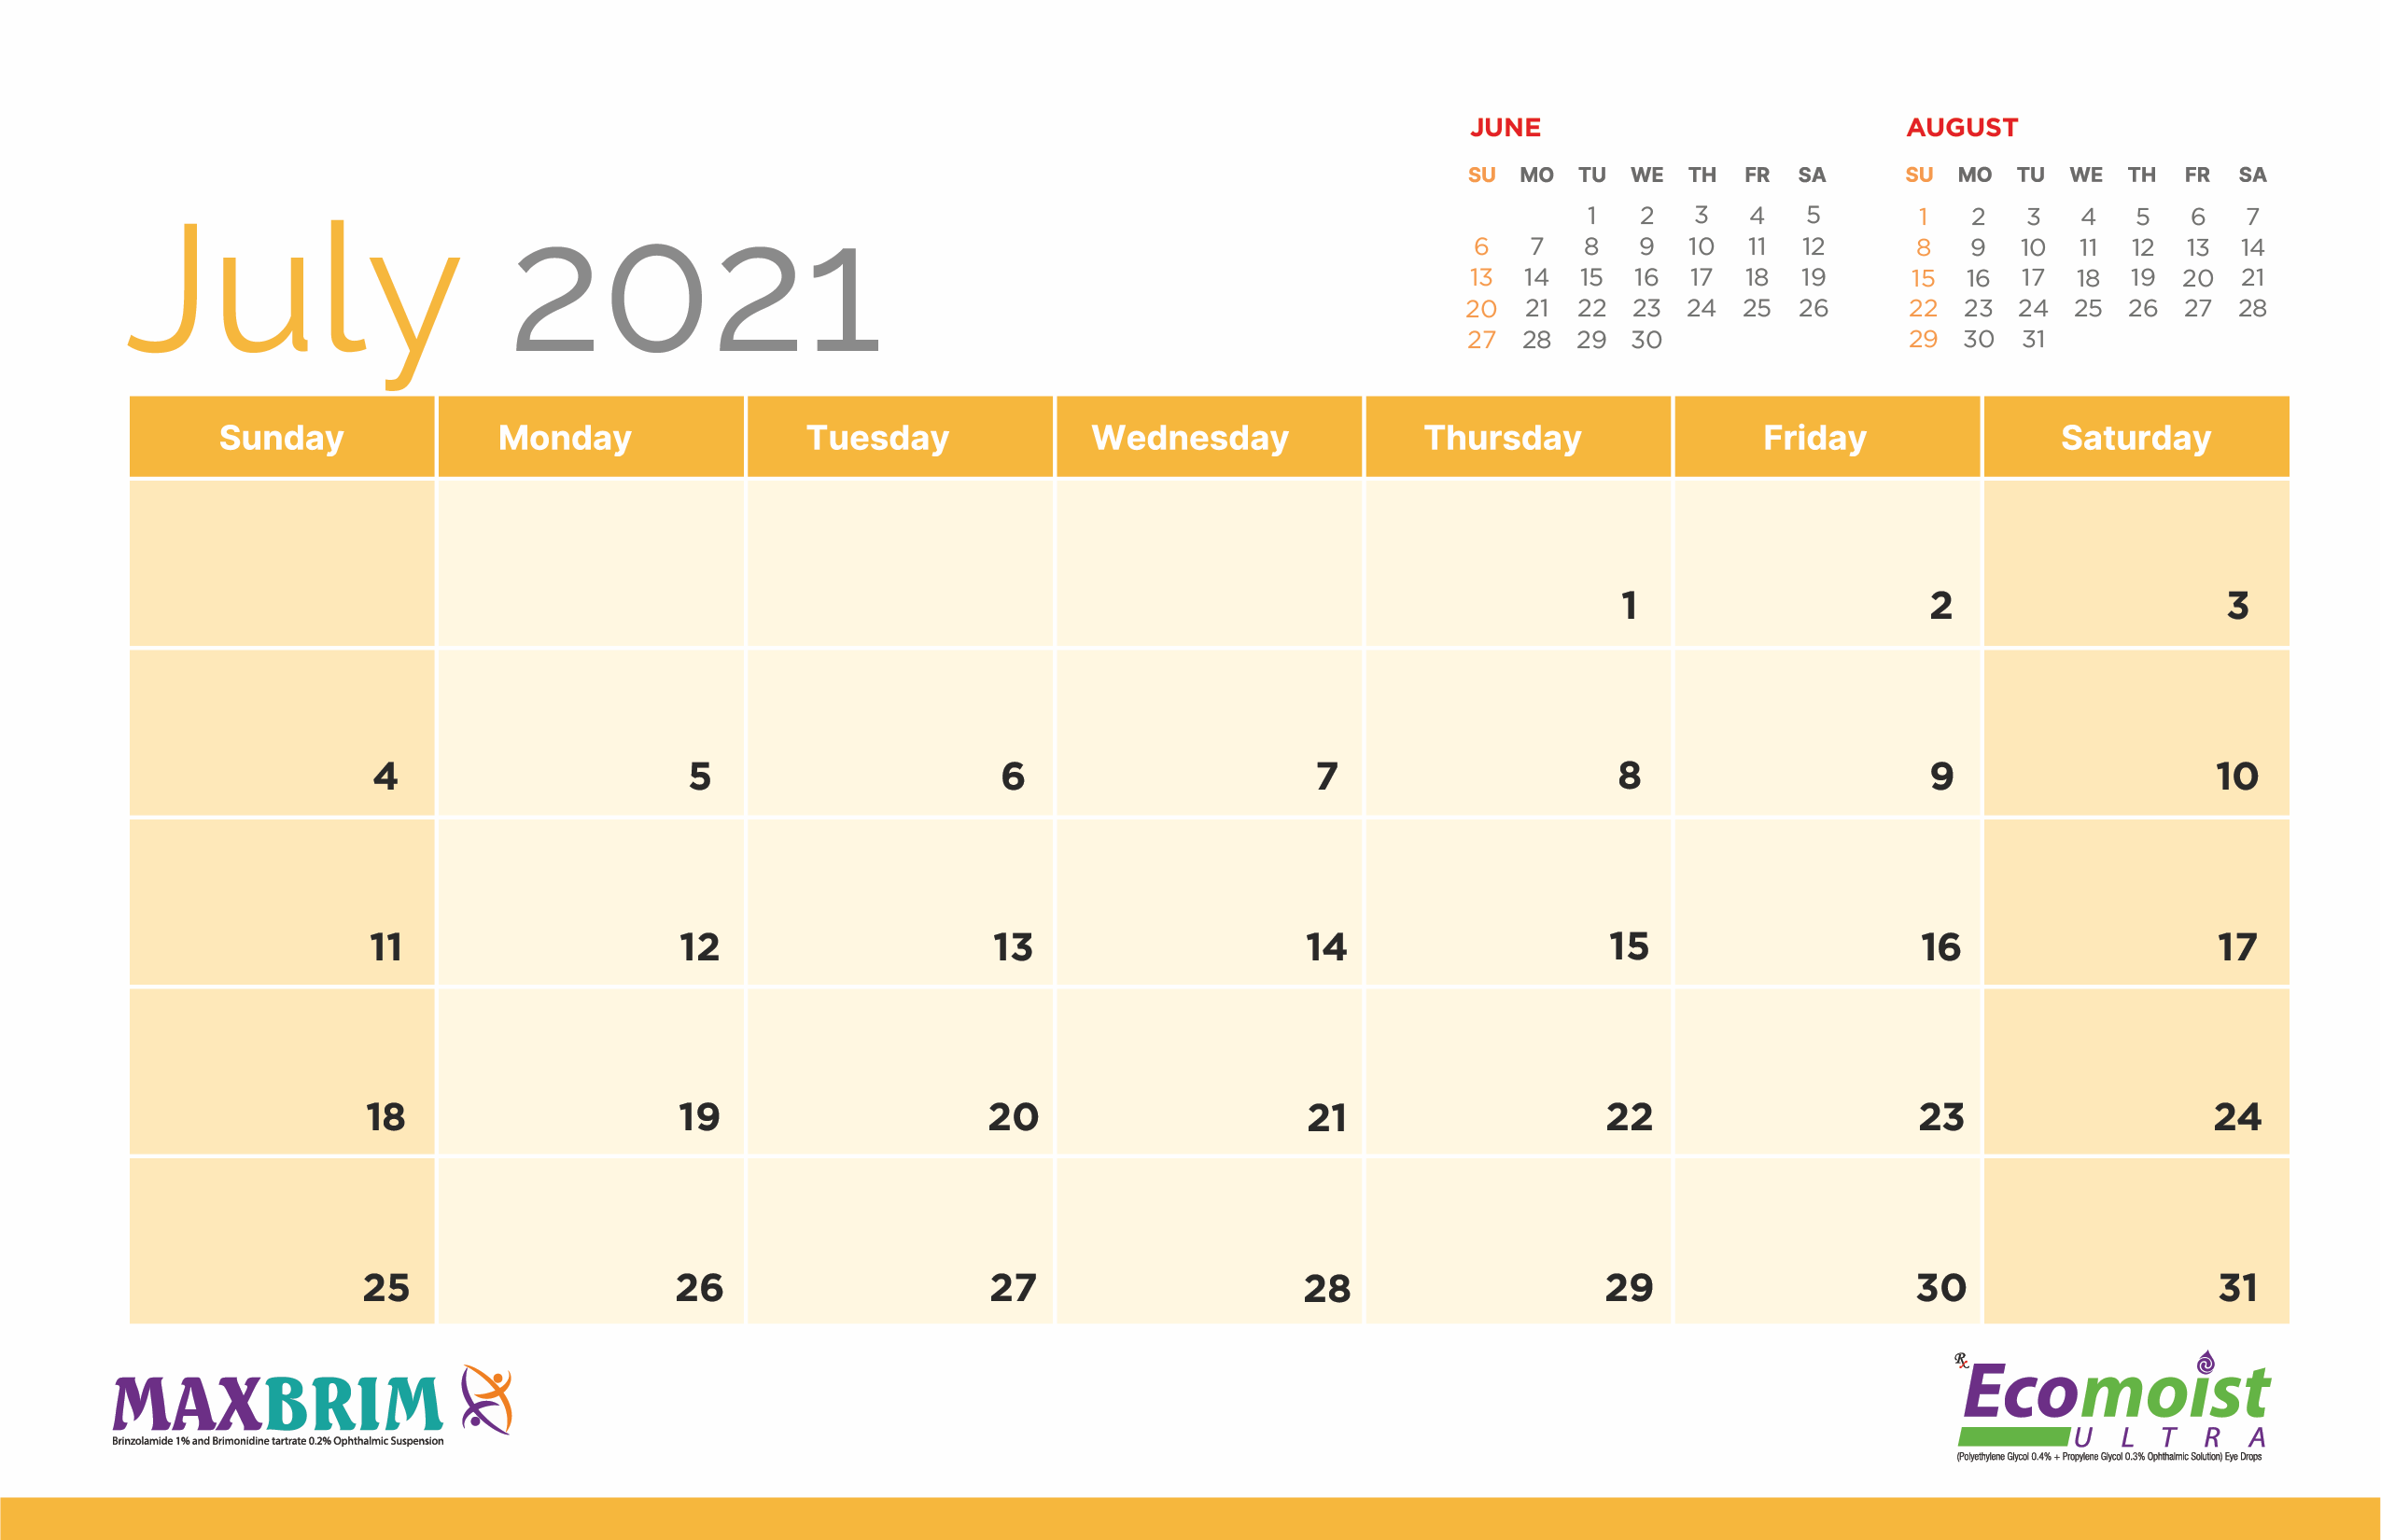 JUNE
SU MO TU WE TH FR SA
1 2 3 4 5
6 7 8 9 10 11 12
13 14 15 16 17 18 19
20 21 22 23 24 25 26
27 28 29 30
AUGUST
SU MO TU WE TH FR SA
1 2 3 4 5 6 7
8 9 10 11 12 13 14
15 16 17 18 19 20 21
22 23 24 25 26 27 28
29 30 31
July 2021
Sunday Monday Tuesday Wednesday Thursday Friday Saturday
1 2 3
4 5 6 7 8 9 10
11 12 13 14 15 16 17
18 19 20 21 22 23 24
25 26 27 28 29 30 31
MAXBRIM
Brinzolamide 1% and Brimonidine tartrate 0.2% Ophthalmic Suspension
Rx
Ecomoist
ULTRA
(Polyethylene Glycol 0.4% + Propylene Glycol 0.3% Ophthalmic Solution) Eye Drops